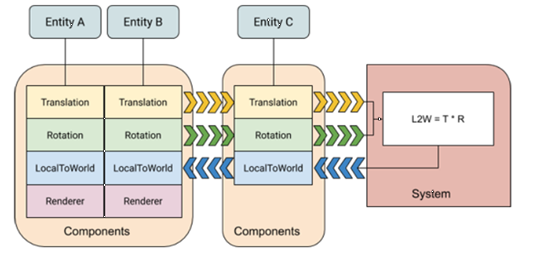 Entity A
Entity B
Entity C
Translation
Translation
Translation
Rotation
Rotation
Rotation
L2W = T * R
LocalToWorld
LocalToWorld
LocalToWorld
Renderer
Renderer
System
Components
Components